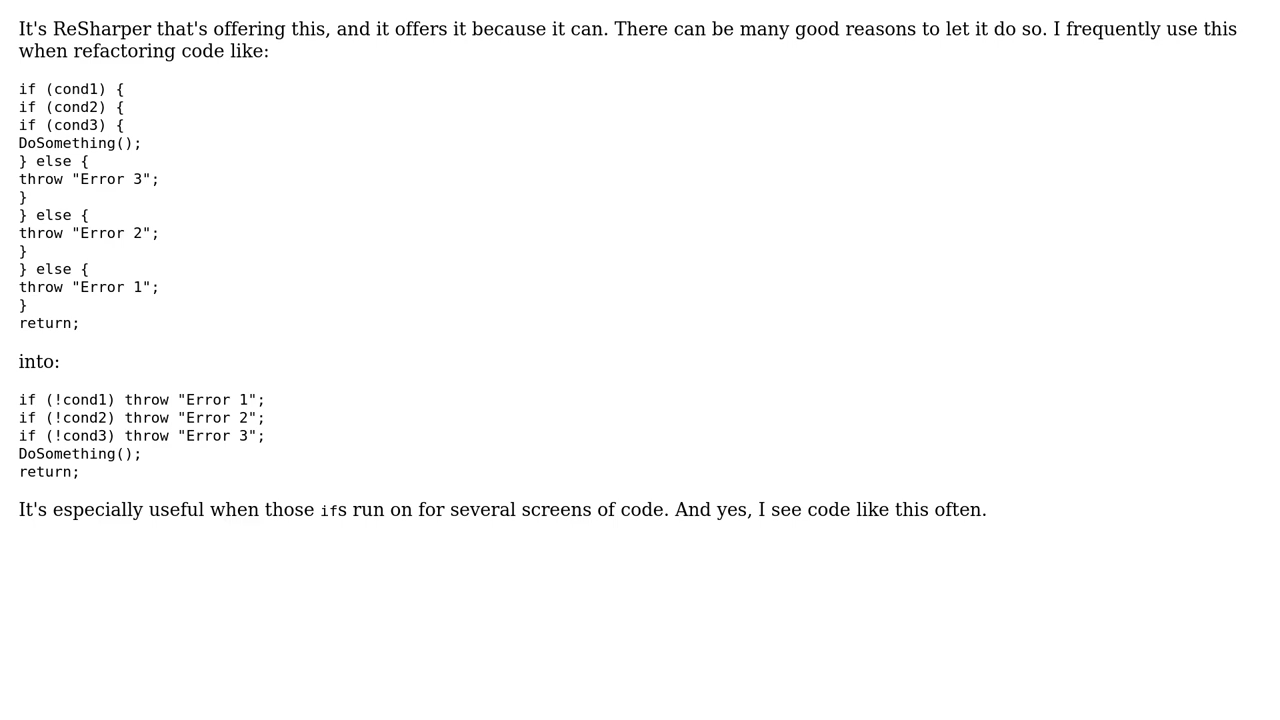 It's ReSharper that's offering this, and it offers it because it can. There can be many good reasons to let it do so. I frequently use this
when refactoring code like:
if (cond1) {
if (cond2) {
if (cond3) {
DoSomething();
} else {
throw "Error 3";
}
} else {
throw "Error 2";
}
} else {
throw "Error 1";
}
return;
into:
if (!cond1) throw "Error 1";
if (!cond2) throw "Error 2";
if (!cond3) throw "Error 3";
DoSomething();
return;
It's especially useful when those ifs run on for several screens of code. And yes, I see code like this often.